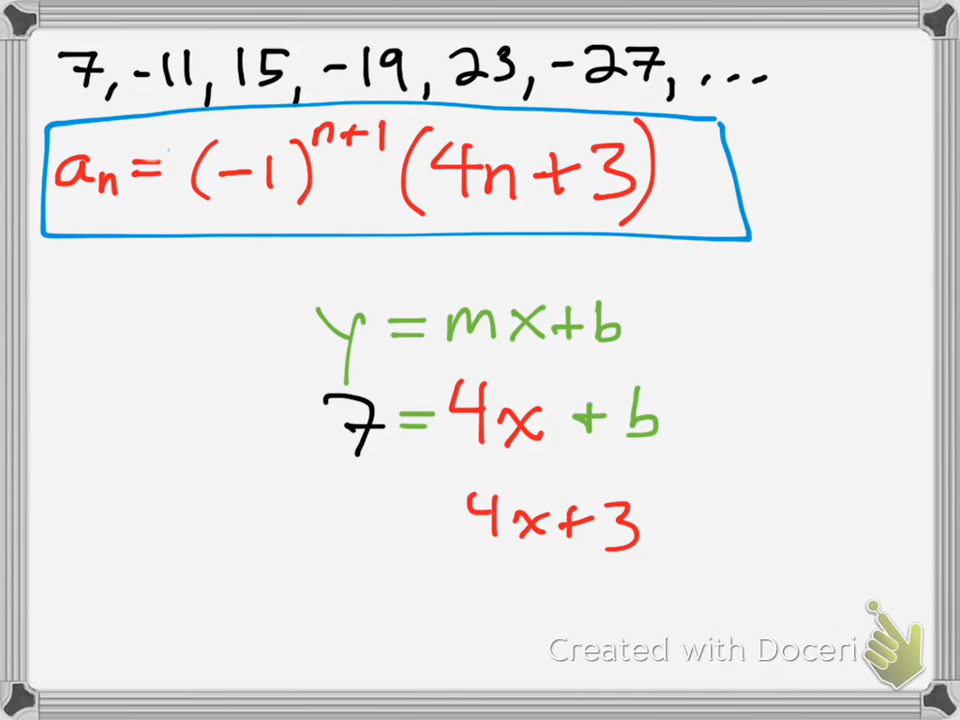 7, -11, 15, -19, 23, -27, ...
aₙ = (-1)ⁿ⁺¹ (4n+3)
y = mx+b
7 = 4x + b
4x+3
Created with Doceri